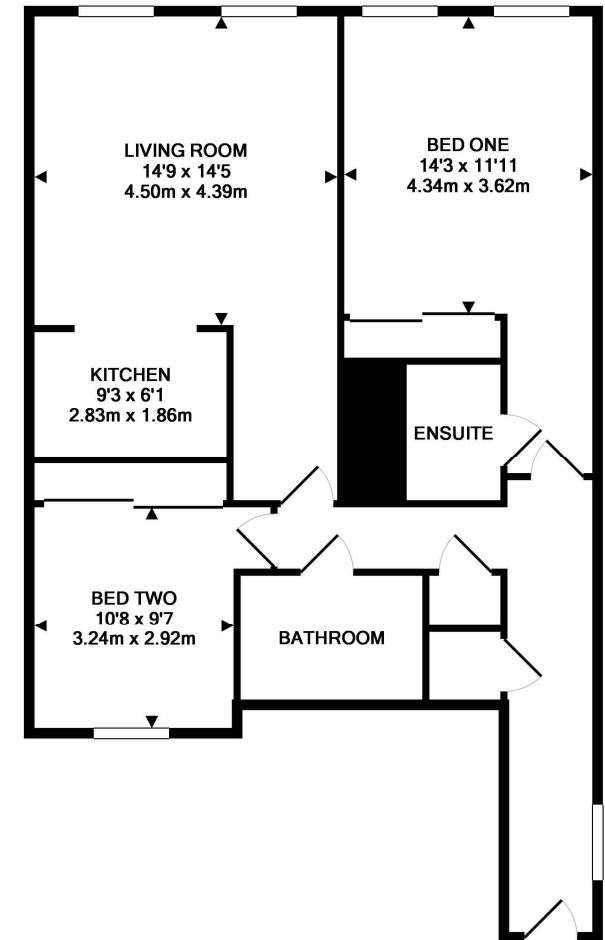 LIVING ROOM
14'9 x 14'5
4.50m x 4.39m
BED ONE
14'3 x 11'11
4.34m x 3.62m
KITCHEN
9'3 x 6'1
2.83m x 1.86m
ENSUITE
BED TWO
10'8 x 9'7
3.24m x 2.92m
BATHROOM